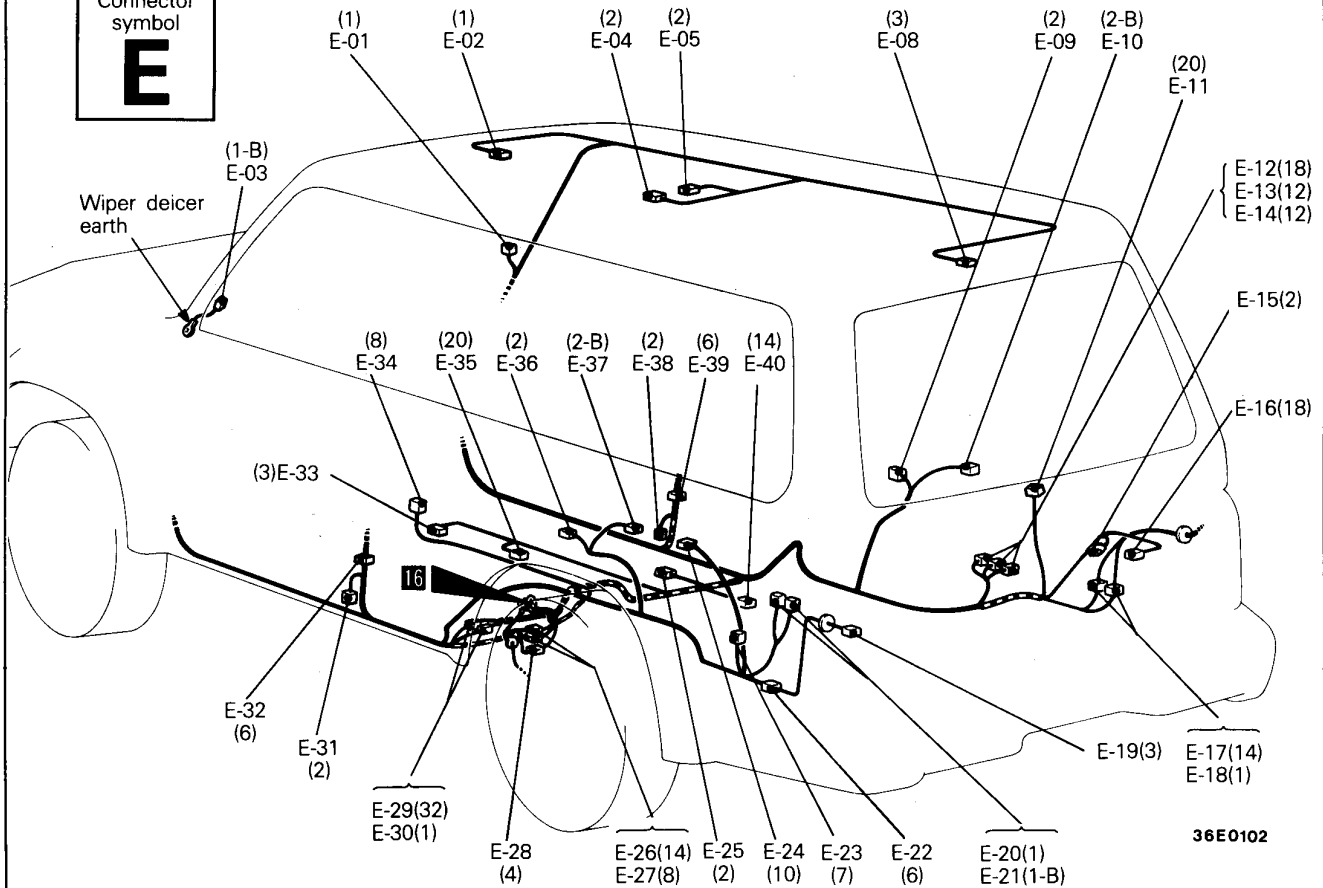 Connector
symbol
E
(1)
E-01
(1)
E-02
(2)
E-04
(2)
E-05
(3)
E-08
(2)
E-09
(2-B)
E-10
(20)
E-11
(1-B)
E-03
Wiper deicer
earth
E-12(18)
E-13(12)
E-14(12)
E-15(2)
E-16(18)
(8)
E-34
(20)
E-35
(2)
E-36
(2-B)
E-37
(2)
E-38
(6)
E-39
(14)
E-40
(3)E-33
16
E-32
(6)
E-31
(2)
E-29(32)
E-30(1)
E-28
(4)
E-26(14)
E-27(8)
E-25
(2)
E-24
(10)
E-23
(7)
E-22
(6)
E-20(1)
E-21(1-B)
E-19(3)
E-17(14)
E-18(1)
36E0102